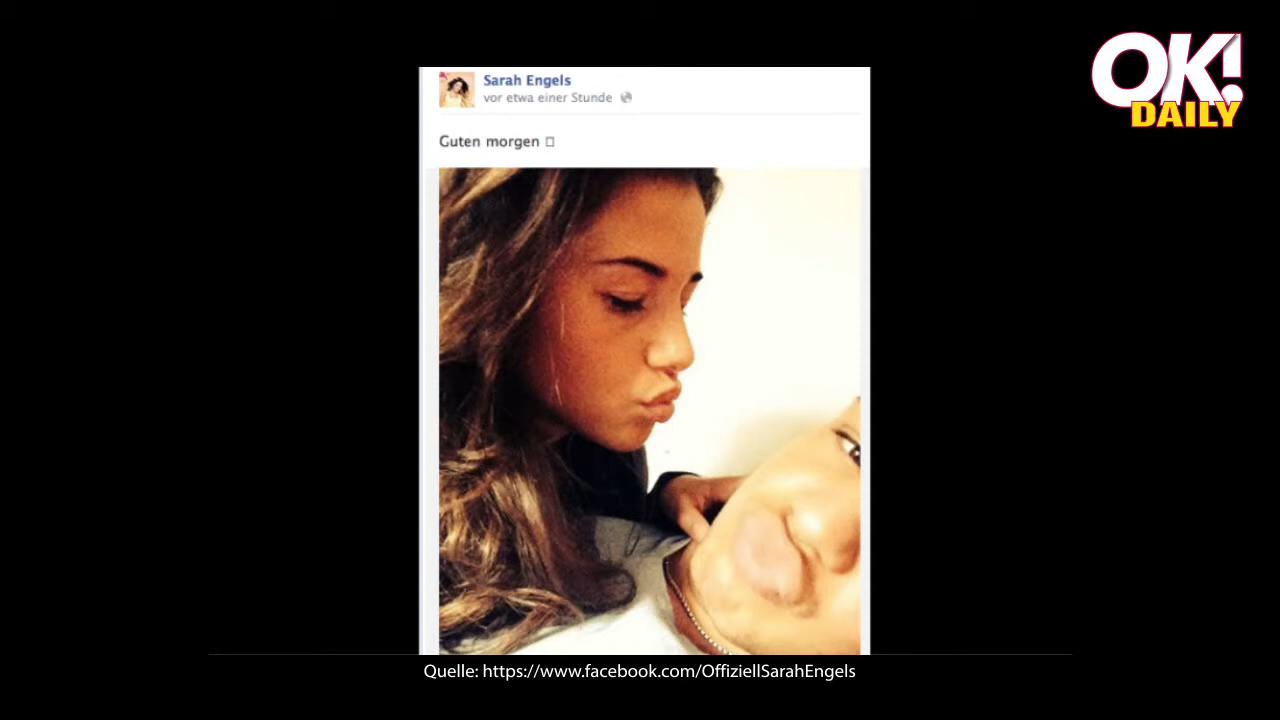 OK!
DAILY
Sarah Engels
vor etwa einer Stunde
Guten morgen
Quelle: https://www.facebook.com/OffiziellSarahEngels